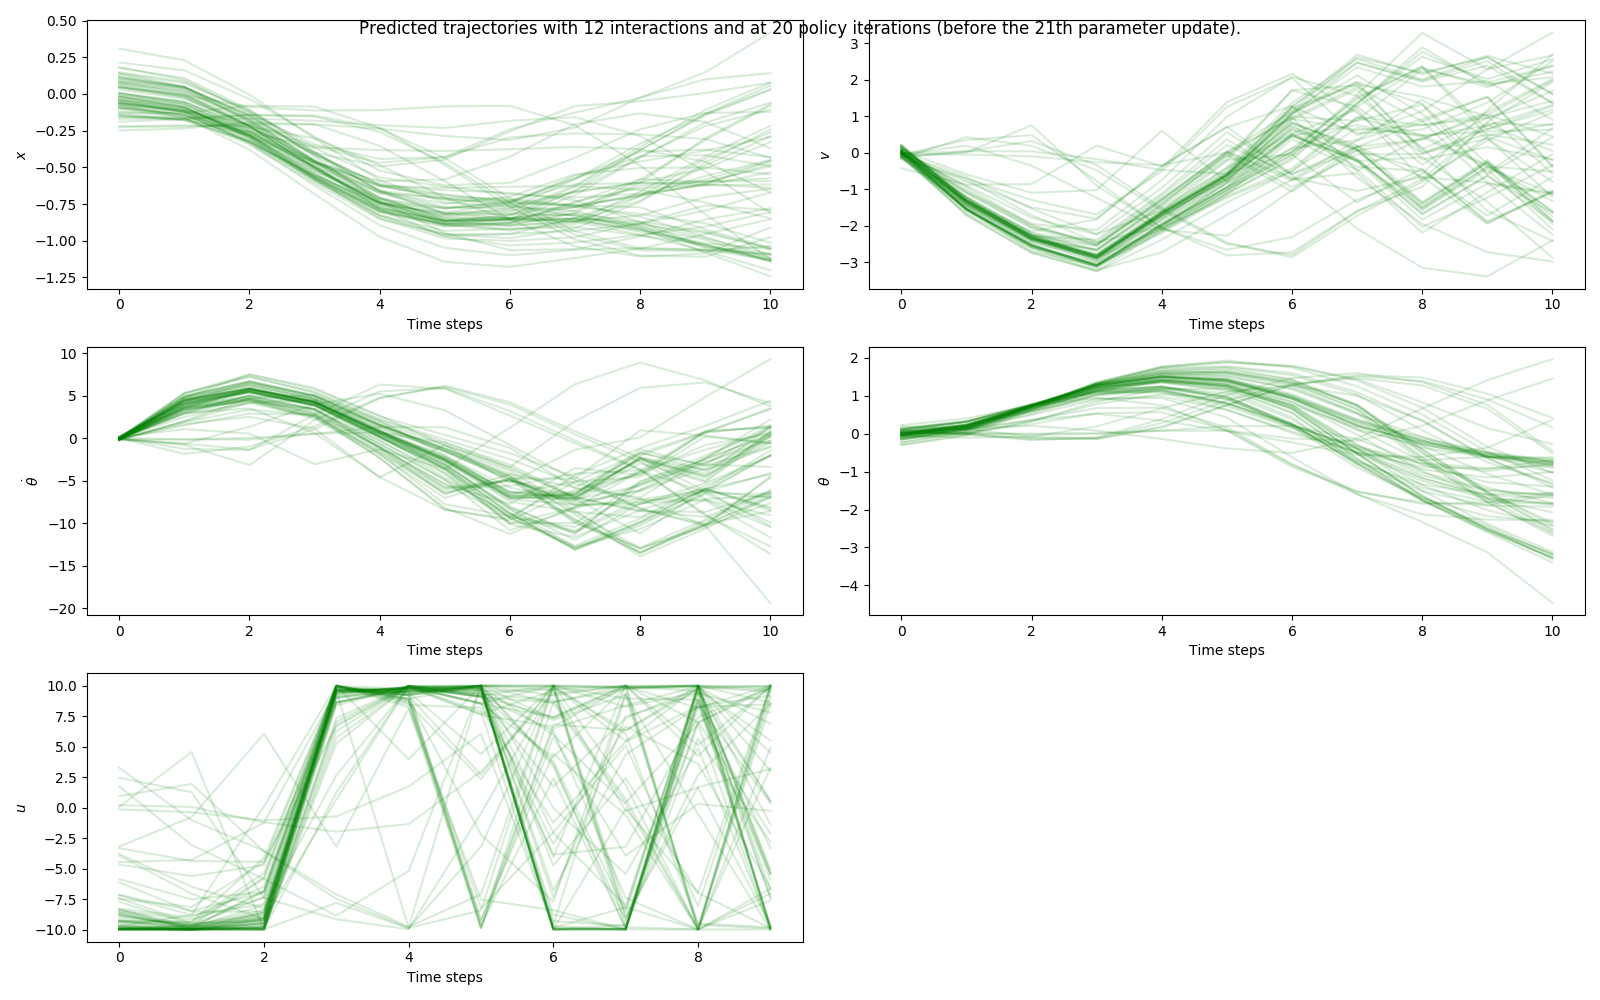 Predicted trajectories with 12 interactions and at 20 policy iterations (before the 21th parameter update).
0.50
0.25
0.00
−0.25
−0.50
−0.75
−1.00
−1.25
x
0 2 4 6 8 10
Time steps
3
2
1
0
−1
−2
−3
v
0 2 4 6 8 10
Time steps
10
5
0
−5
−10
−15
−20
θ̇
0 2 4 6 8 10
Time steps
2
1
0
−1
−2
−3
−4
θ
0 2 4 6 8 10
Time steps
10.0
7.5
5.0
2.5
0.0
−2.5
−5.0
−7.5
−10.0
u
0 2 4 6 8
Time steps